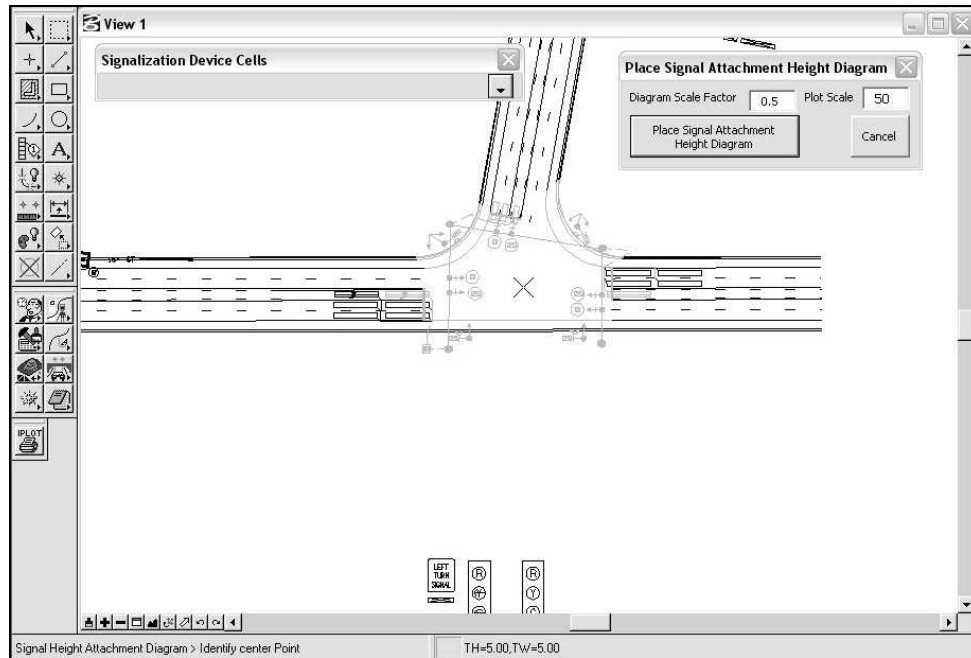 View 1
Signalization Device Cells
Place Signal Attachment Height Diagram
Diagram Scale Factor 0.5 Plot Scale 50
Place Signal Attachment
Height Diagram
Cancel
A
IPLOT
LEFT
TURN
SIGNAL
R
R
Y
Signal Height Attachment Diagram > Identify center Point
TH=5.00,TW=5.00